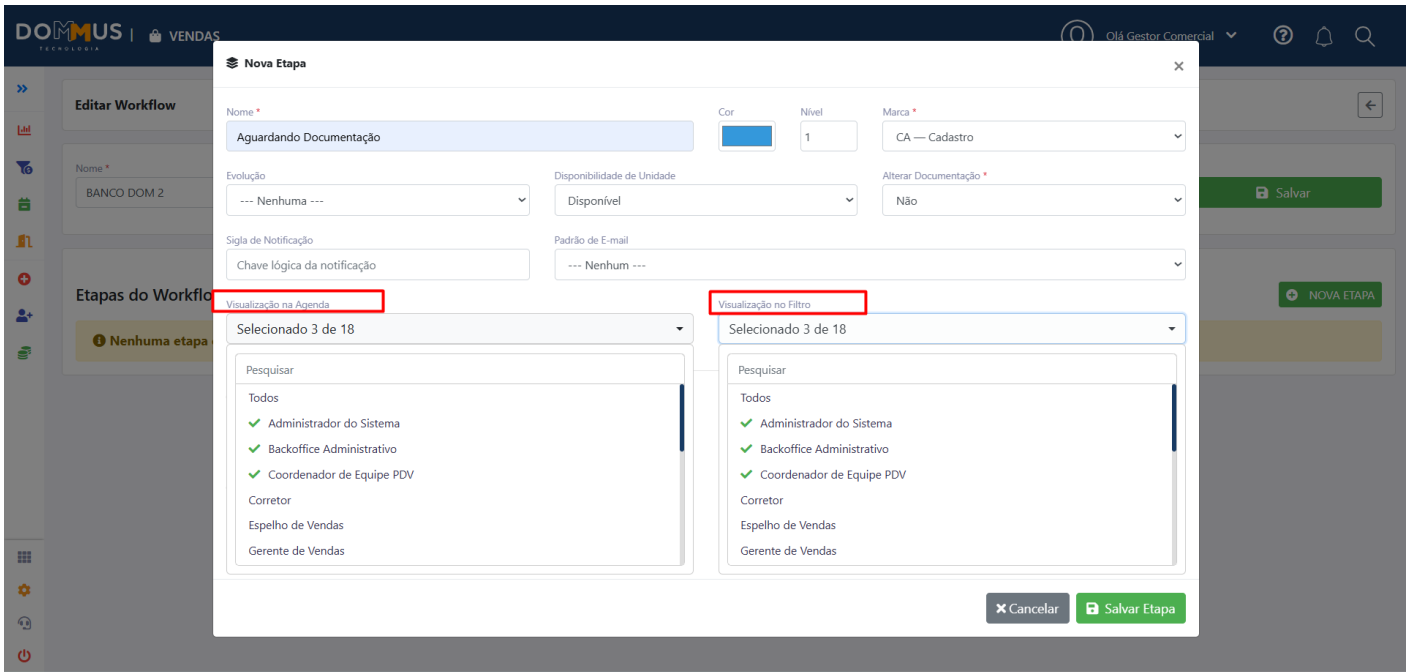 DOMMUS
TECNOLOGIA
VENDAS
Olá Gestor Comercial
Nova Etapa
Editar Workflow
Nome *
Cor
Nível
Marca *
Aguardando Documentação
1
CA — Cadastro
Nome *
BANCO DOM 2
Evolução
Disponibilidade de Unidade
Alterar Documentação *
--- Nenhuma ---
Disponível
Não
Salvar
Sigla de Notificação
Padrão de E-mail
Chave lógica da notificação
--- Nenhum ---
Etapas do Workflo
NOVA ETAPA
Visualização na Agenda
Visualização no Filtro
Selecionado 3 de 18
Selecionado 3 de 18
Nenhuma etapa
Pesquisar
Todos
Administrador do Sistema
Backoffice Administrativo
Coordenador de Equipe PDV
Corretor
Espelho de Vendas
Gerente de Vendas
Pesquisar
Todos
Administrador do Sistema
Backoffice Administrativo
Coordenador de Equipe PDV
Corretor
Espelho de Vendas
Gerente de Vendas
Cancelar
Salvar Etapa